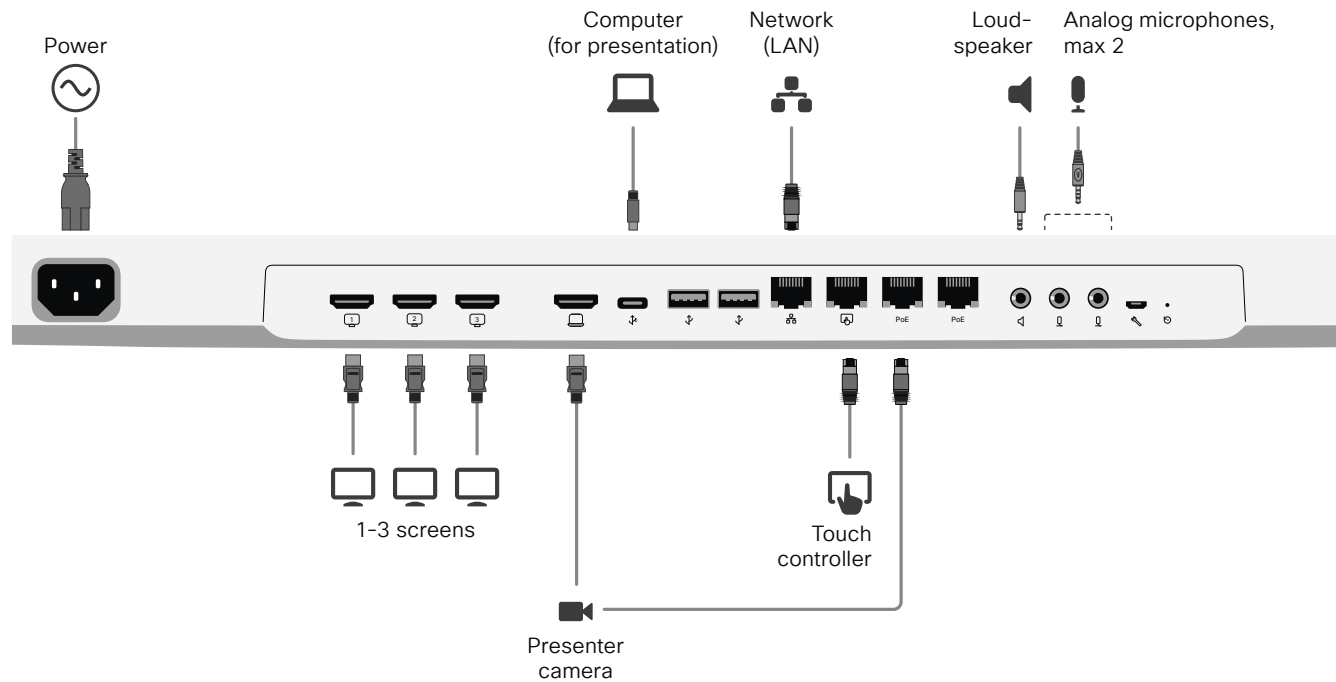 Power
Computer
(for presentation)
Network
(LAN)
Loud-
speaker
Analog microphones,
max 2
1
2
3
PoE
PoE
1-3 screens
Touch
controller
Presenter
camera